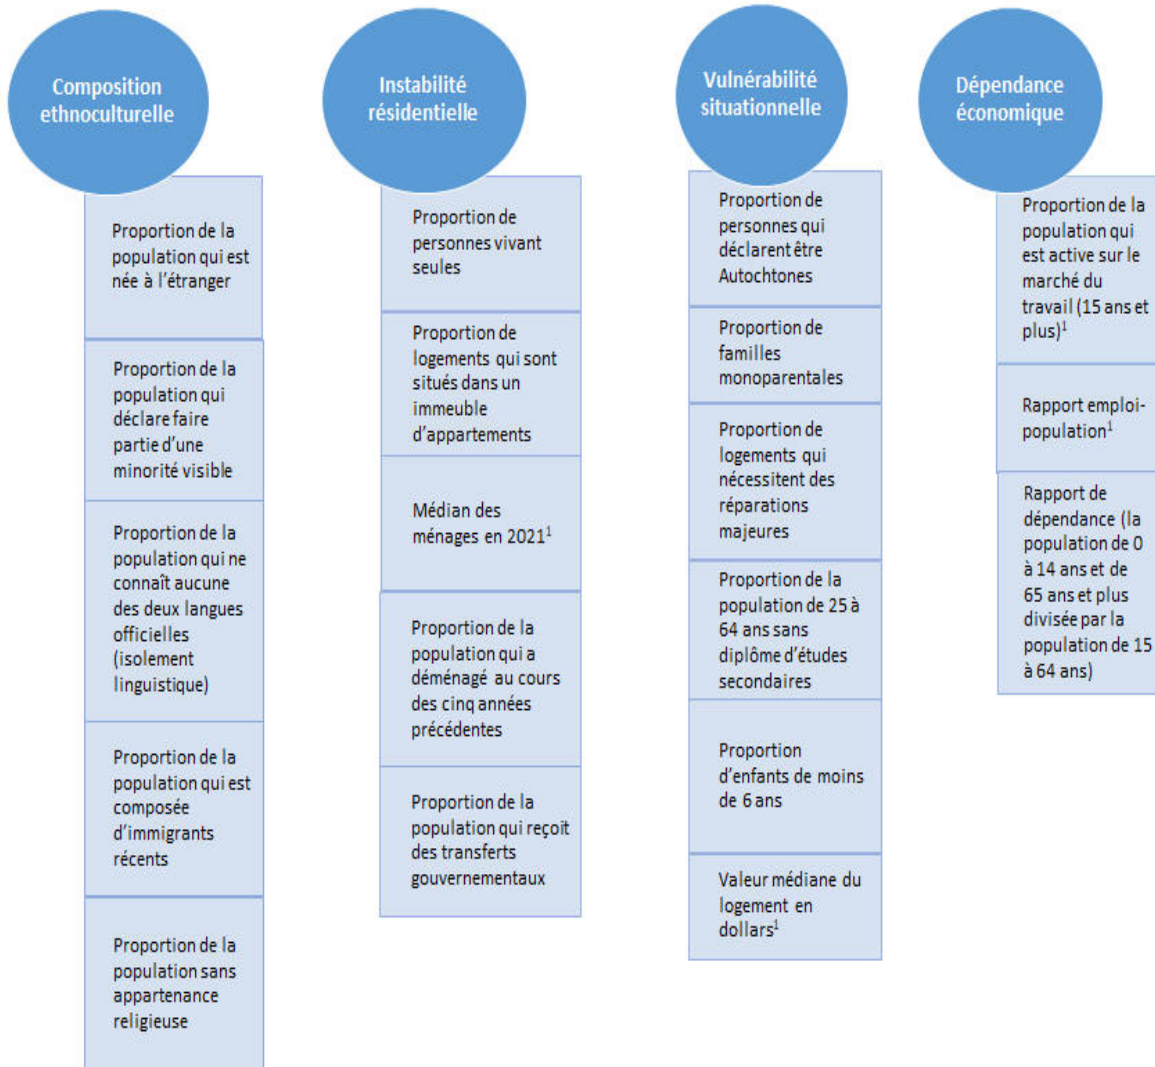 Composition
ethnoculturelle
Proportion de la
population qui est
née à l'étranger
Proportion de la
population qui
déclare faire
partie d'une
minorité visible
Proportion de la
population qui ne
connaît aucune
des deux langues
officielles
(isolement
linguistique)
Proportion de la
population qui est
composée
d'immigrants
récents
Proportion de la
population sans
appartenance
religieuse
Instabilité
résidentielle
Proportion de
personnes vivant
seules
Proportion de
logements qui sont
situés dans un
immeuble
d'appartements
Médian des
ménages en 2021¹
Proportion de la
population qui a
déménagé au cours
des cinq années
précédentes
Proportion de la
population qui reçoit
des transferts
gouvernementaux
Vulnérabilité
situationnelle
Proportion de
personnes qui
déclarent être
Autochtones
Proportion de
familles
monoparentales
Proportion de
logements qui
nécessitent des
réparations
majeures
Proportion de la
population de 25 à
64 ans sans
diplôme d'études
secondaires
Proportion
d'enfants de moins
de 6 ans
Valeur médiane du
logement en
dollars¹
Dépendance
économique
Proportion de la
population qui
est active sur le
marché du
travail (15 ans et
plus)¹
Rapport emploi-
population¹
Rapport de
dépendance (la
population de 0
à 14 ans et de
65 ans et plus
divisée par la
population de 15
à 64 ans)